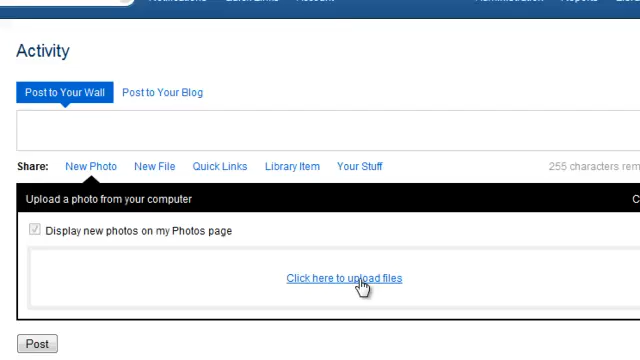 Activity
Post to Your Wall Post to Your Blog
Share: New Photo New File Quick Links Library Item Your Stuff 255 characters
Upload a photo from your computer
Display new photos on my Photos page
Click here to upload files
Post